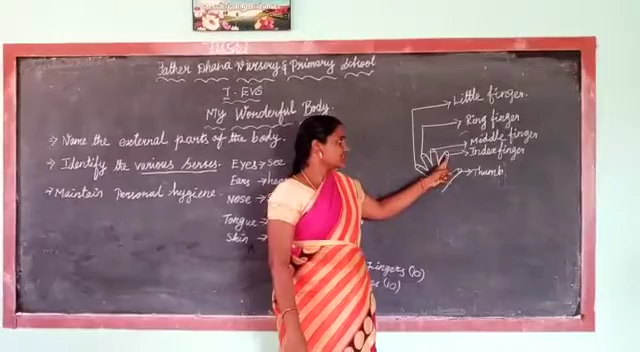 Father Dhana Nursery & Primary School
I. EVS
My Wonderful Body.
→ Name the external parts of the body.
→ Identify the various senses.
→ Maintain Personal hygiene.
Eyes → see
Ears →
Nose →
Tongue →
Skin →
Little finger.
Ring finger
Middle finger
Index finger
Thumb
Fingers (10)
(10)